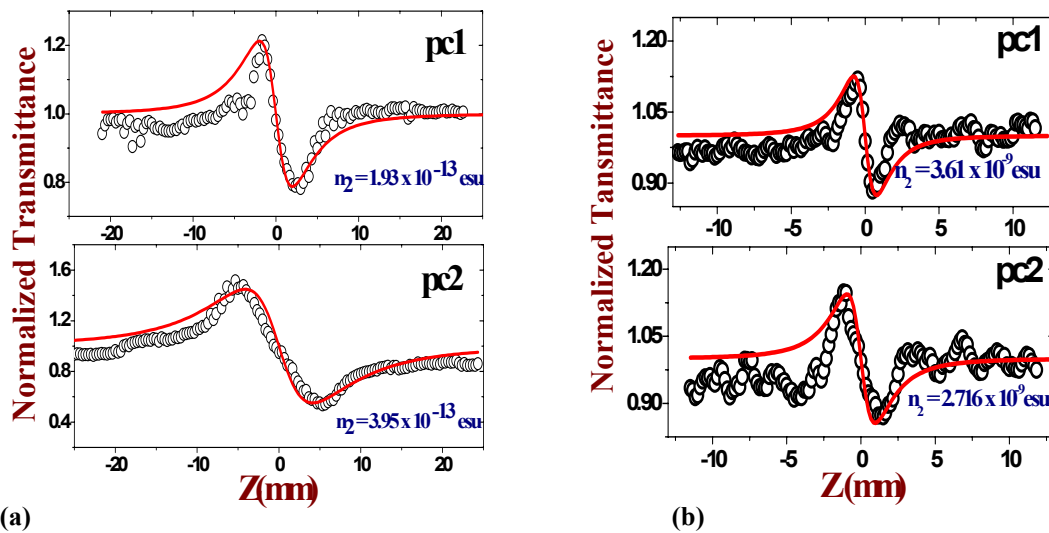 pc1
1.2
1.0
0.8
n2 = 1.93 x 10 -13 esu
-20 -10 0 10 20
pc2
1.6
1.2
0.8
0.4
n2 = 3.95 x 10 -13 esu
-20 -10 0 10 20
Normalized Transmittance
Z(mm)
(a)
pc1
1.20
1.05
0.90
n2 = 3.61 x 10-9 esu
-10 -5 0 5 10
pc2
1.20
1.05
0.90
n2 = 2.716 x 10-9 esu
-10 -5 0 5 10
Normalized Tansmittance
Z(mm)
(b)